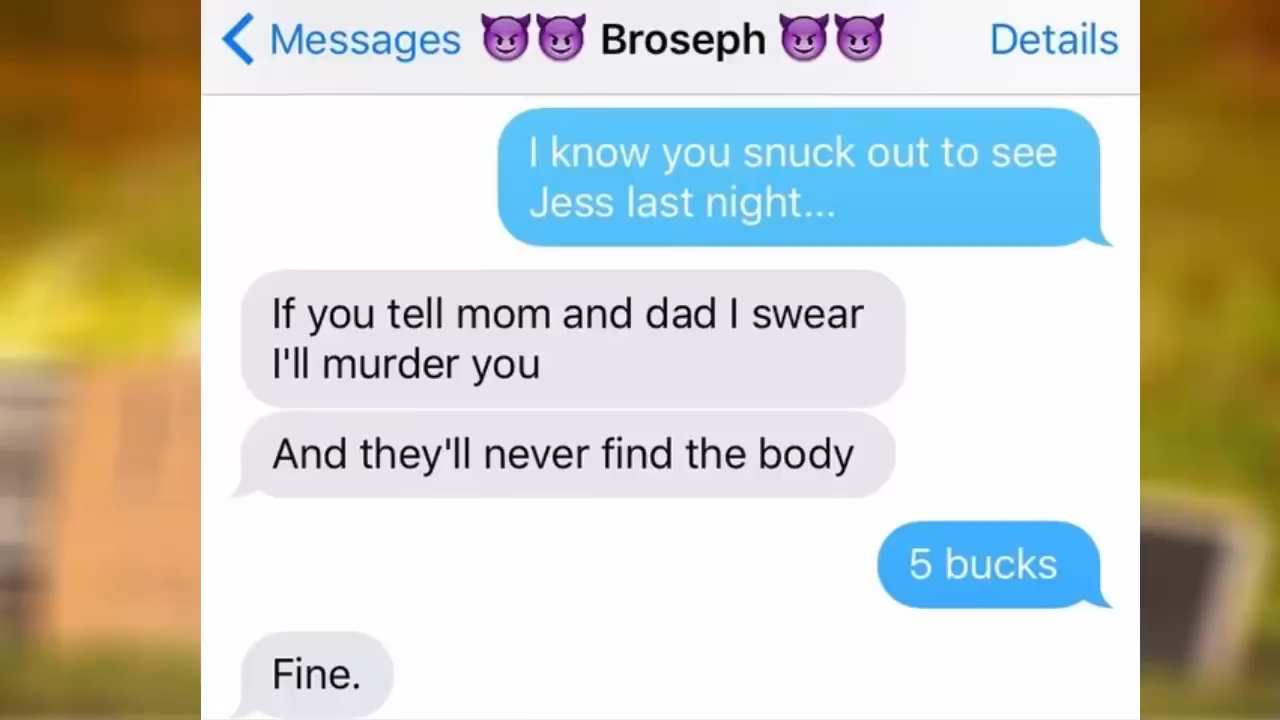 Messages 😈😈 Broseph 😈😈 Details
I know you snuck out to see
Jess last night...
If you tell mom and dad I swear
I'll murder you
And they'll never find the body
5 bucks
Fine.